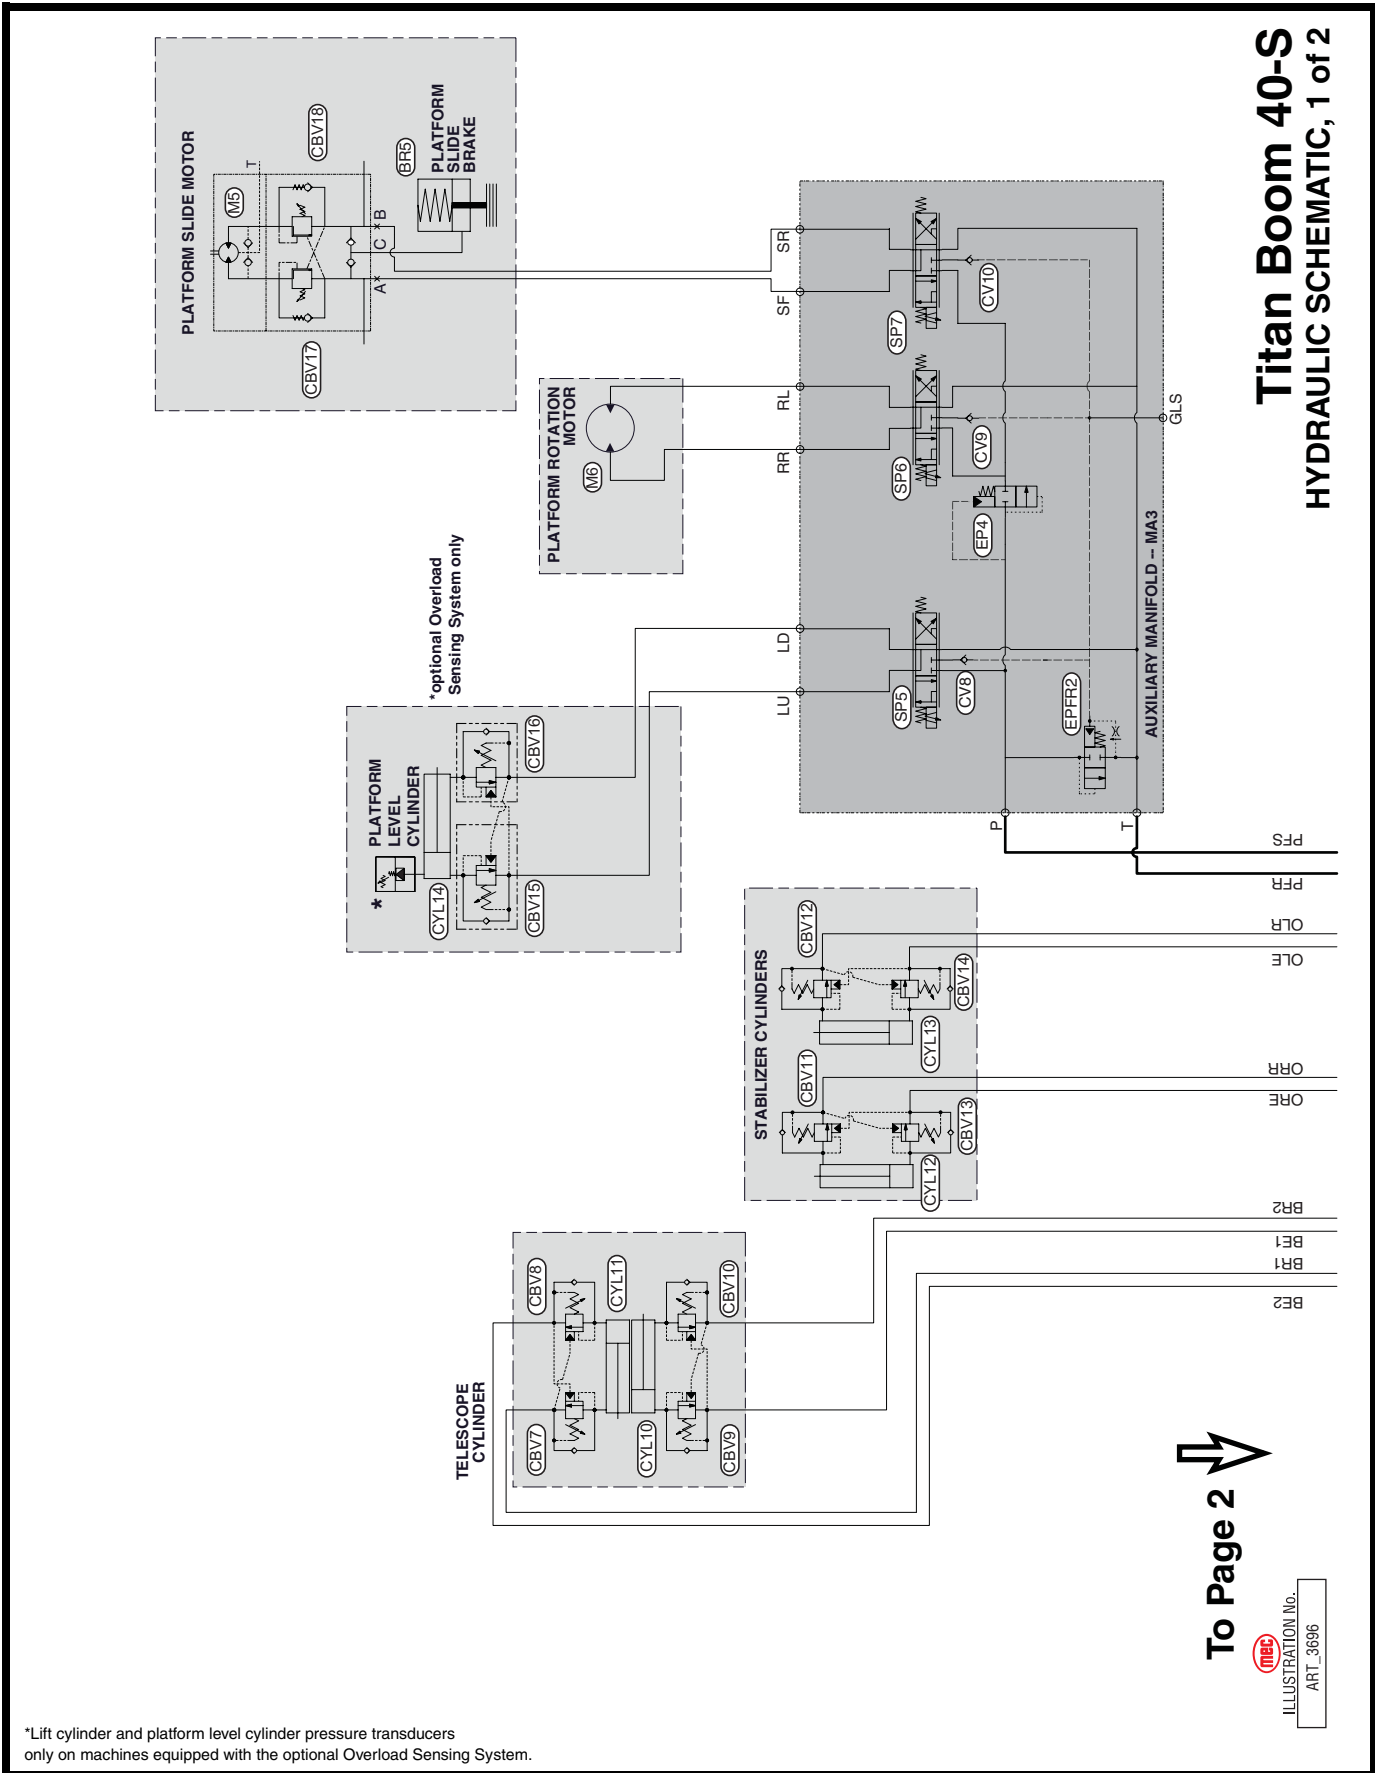 Titan Boom 40-S
HYDRAULIC SCHEMATIC, 1 of 2
PLATFORM SLIDE MOTOR
M5
T
CBV18
CBV17
A
C
B
BR5
PLATFORM
SLIDE
BRAKE
PLATFORM ROTATION
MOTOR
M6
*optional Overload
Sensing System only
PLATFORM
LEVEL
CYLINDER
*
CYL14
CBV16
CBV15
LU
LD
RR
RL
SF
SR
SP5
CV8
SP6
CV9
SP7
CV10
EP4
EPFR2
AUXILIARY MANIFOLD -- MA3
GLS
P
T
STABILIZER CYLINDERS
CBV12
CBV14
CYL13
CBV11
CBV13
CYL12
TELESCOPE
CYLINDER
CBV8
CYL11
CBV10
CBV7
CYL10
CBV9
PFS
PFR
OLR
OLE
ORR
ORE
BR2
BE1
BR1
BE2
To Page 2
mec
ILLUSTRATION No.
ART_3696
*Lift cylinder and platform level cylinder pressure transducers
only on machines equipped with the optional Overload Sensing System.